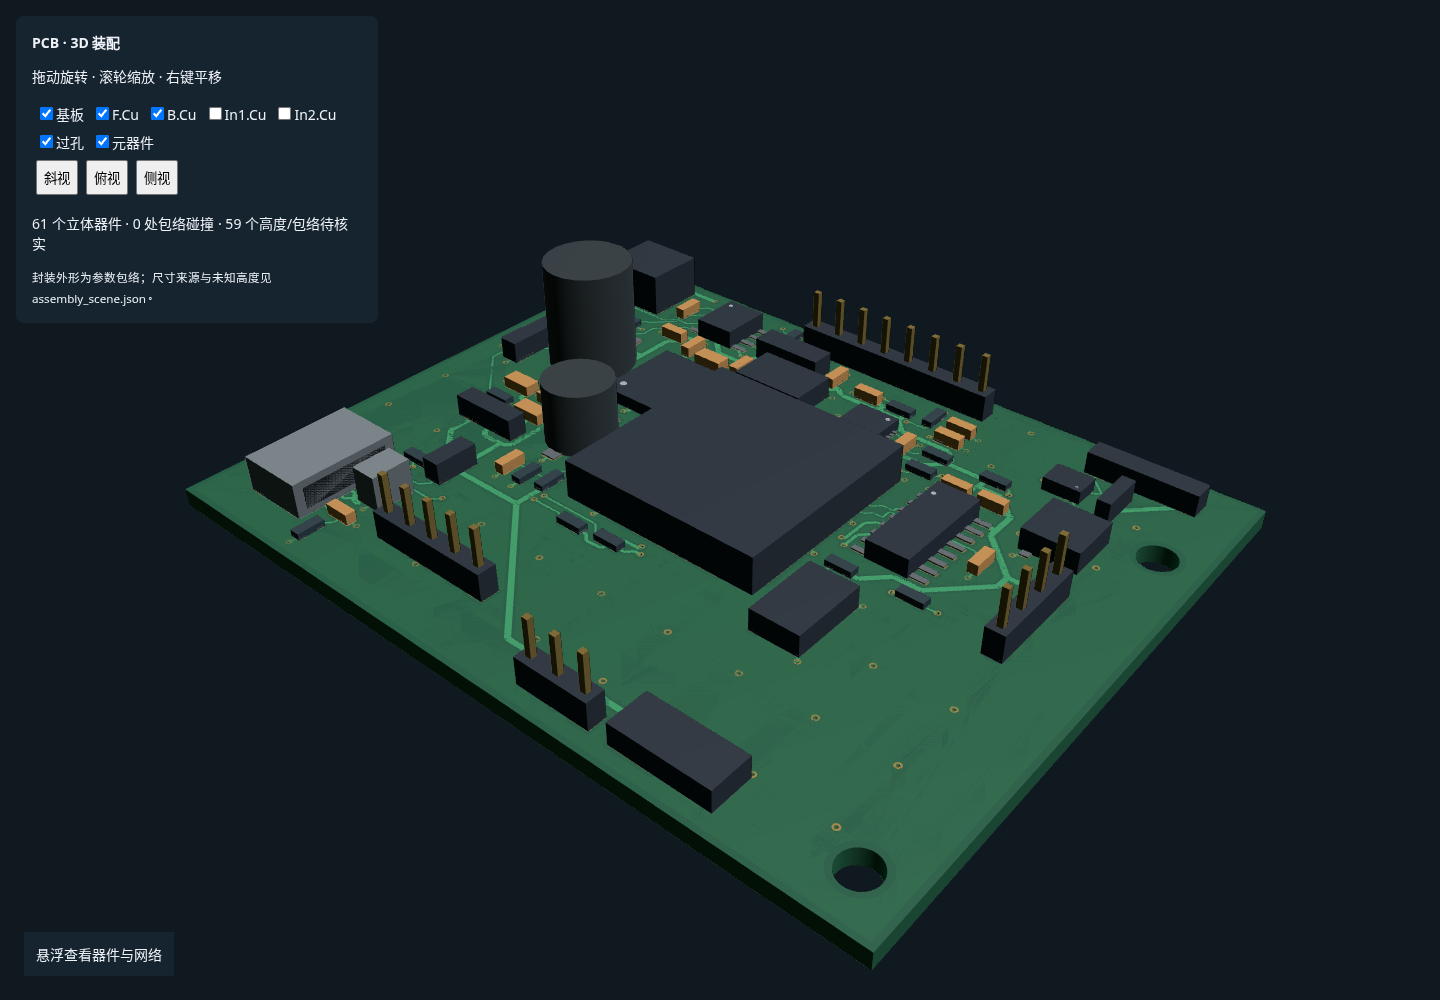 PCB · 3D 装配
拖动旋转 · 滚轮缩放 · 右键平移
基板 F.Cu B.Cu In1.Cu In2.Cu
过孔 元器件
斜视 俯视 侧视
61 个立体器件 · 0 处包络碰撞 · 59 个高度/包络待核
实
封装外形为参数包络；尺寸来源与未知高度见
assembly_scene.json。
悬浮查看器件与网络